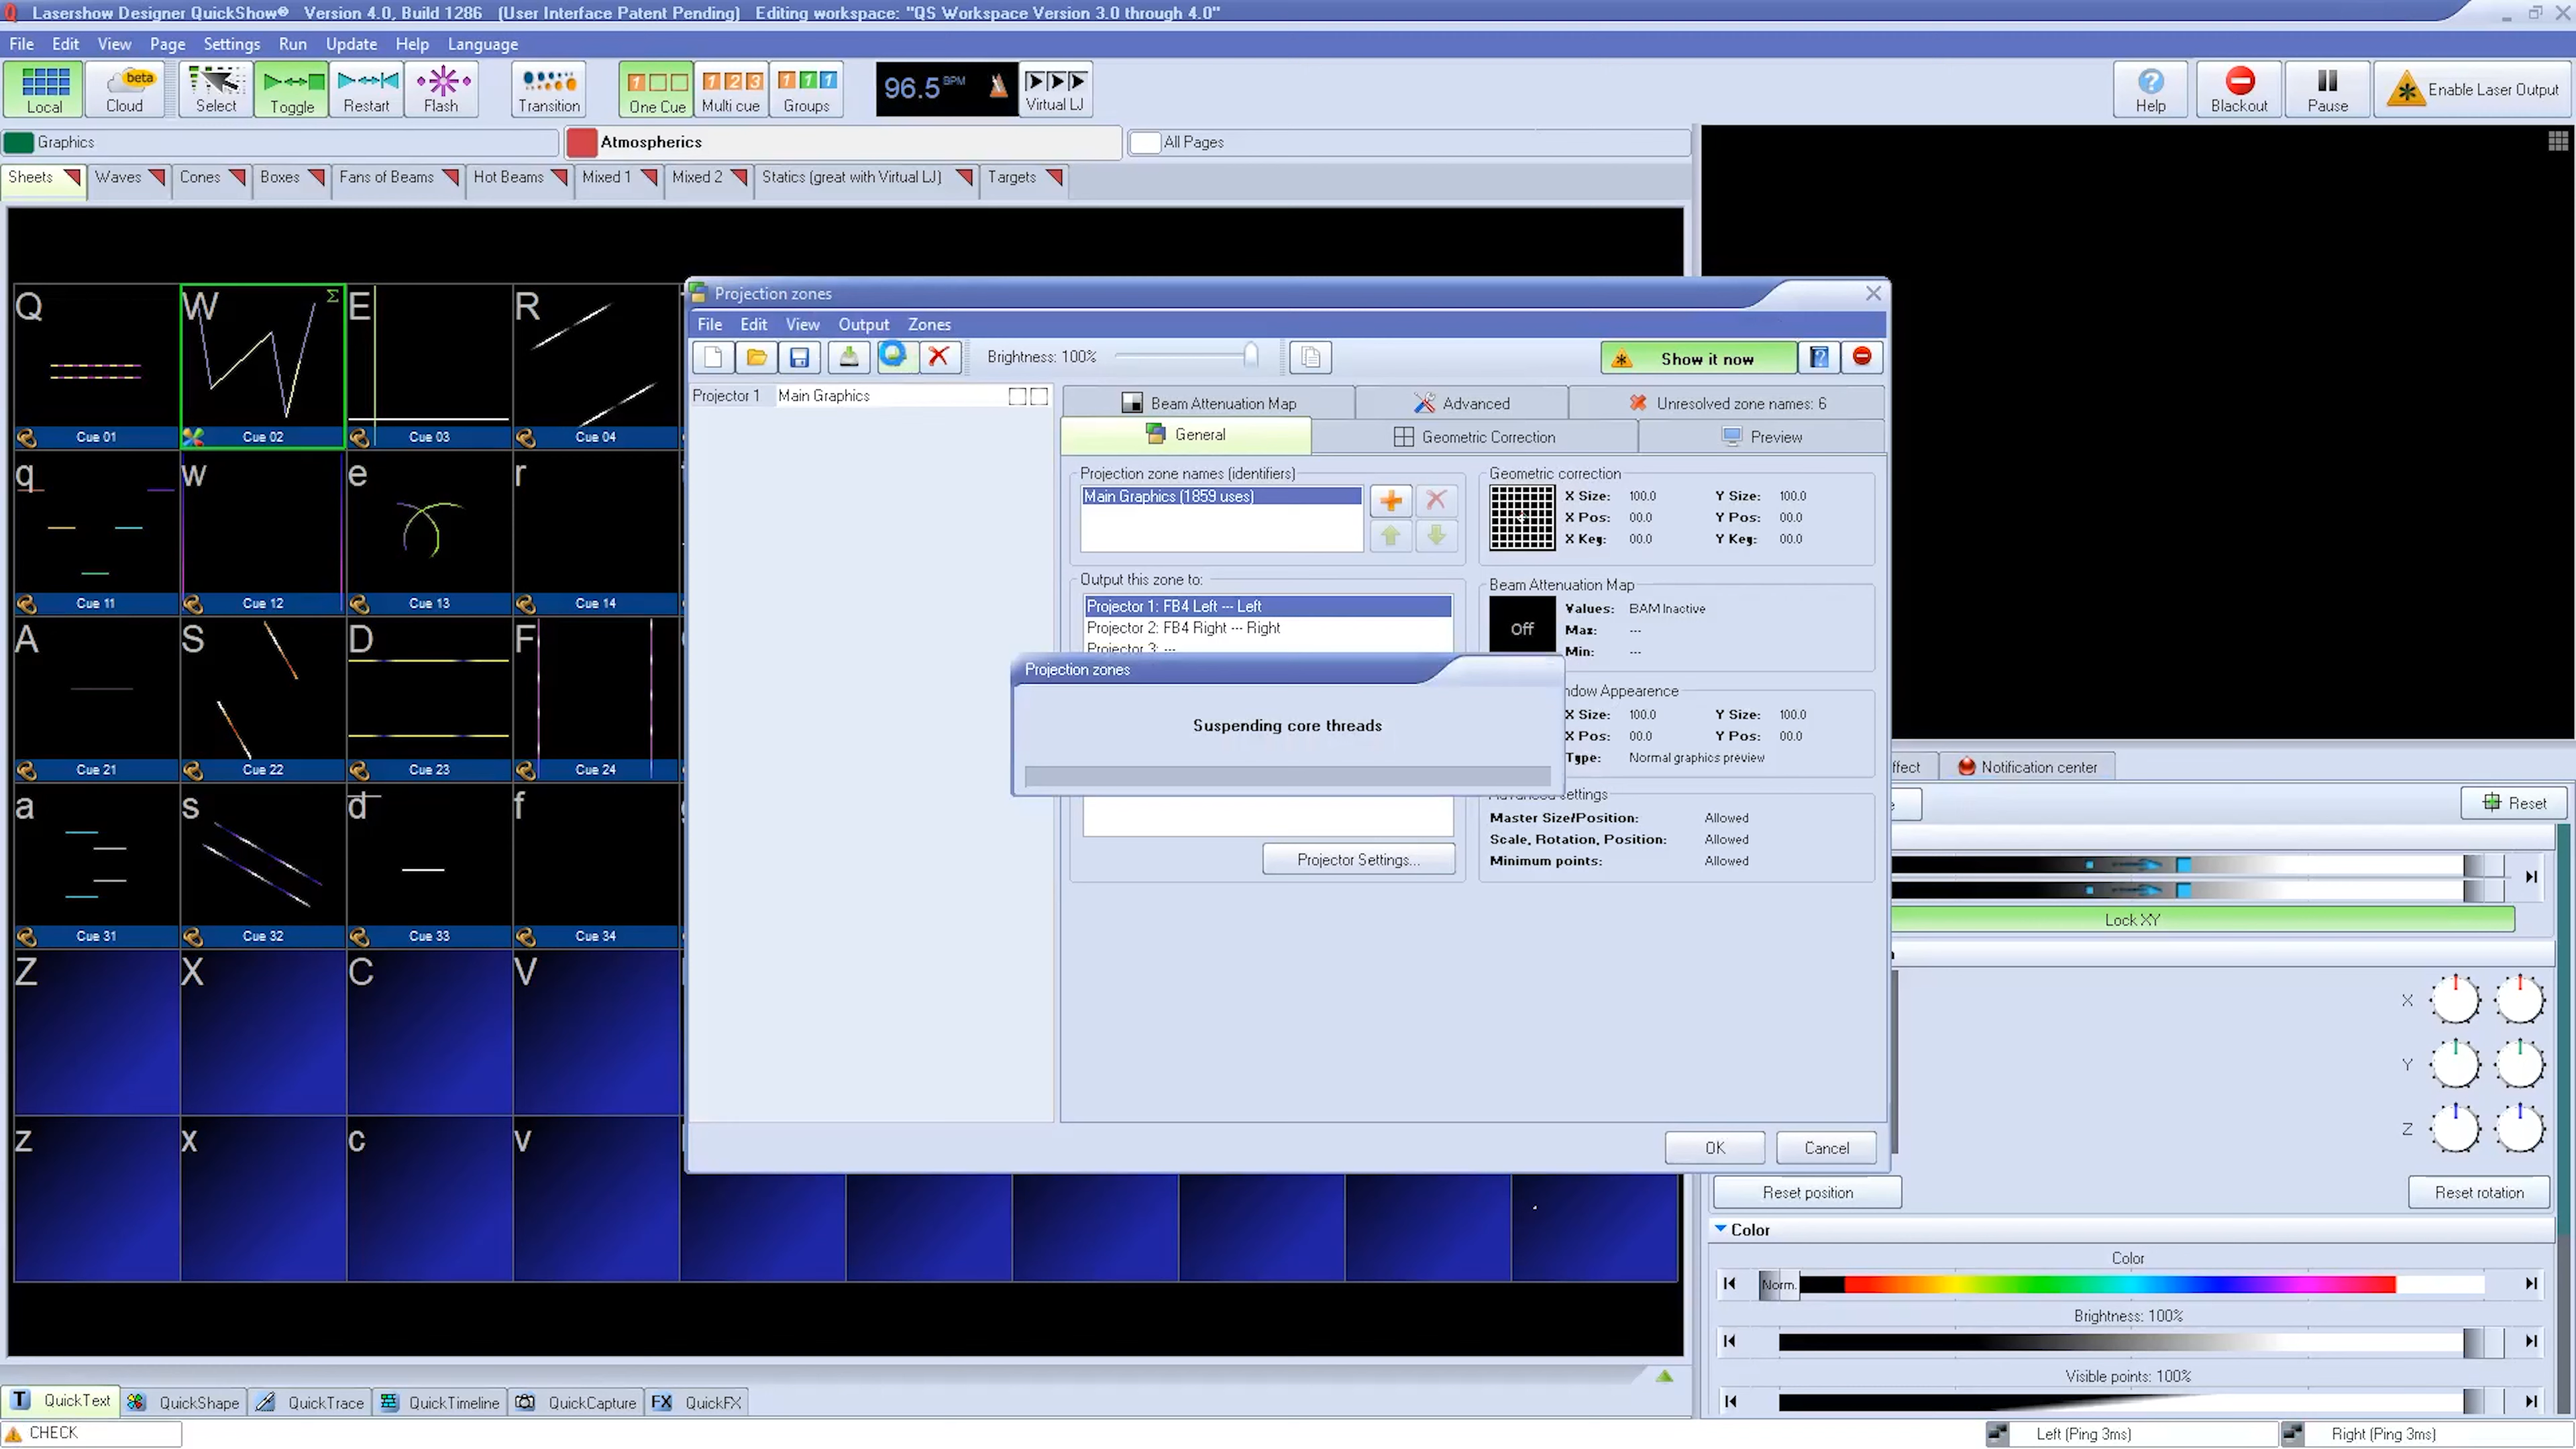 Lasershow Designer QuickShow® Version 4.0, Build 1286 (User Interface Patent Pending) Editing workspace: "QS Workspace Version 3.0 through 4.0"
File Edit View Page Settings Run Update Help Language
Local Cloud beta Select Toggle Restart Flash Transition One Cue Multi cue Groups 96.5 BPM Virtual LJ Help Blackout Pause Enable Laser Output
Graphics Atmospherics All Pages
Sheets Waves Cones Boxes Fans of Beams Hot Beams Mixed 1 Mixed 2 Statics (great with Virtual LJ) Targets
Q W Σ E R
Cue 01 Cue 02 Cue 03 Cue 04
q w e r
Cue 11 Cue 12 Cue 13 Cue 14
A S D F
Cue 21 Cue 22 Cue 23 Cue 24
a s d f
Cue 31 Cue 32 Cue 33 Cue 34
Z X C V
z x c v
Projection zones
File Edit View Output Zones
Brightness: 100% Show it now
Projector 1 Main Graphics
Beam Attenuation Map Advanced Unresolved zone names: 6
General Geometric Correction Preview
Projection zone names (identifiers)
Main Graphics (1859 uses)
Output this zone to:
Projector 1: FB4 Left --- Left
Projector 2: FB4 Right --- Right
Projector 3: ---
Projector Settings...
Geometric correction
X Size: 100.0 Y Size: 100.0
X Pos: 00.0 Y Pos: 00.0
X Key: 00.0 Y Key: 00.0
Beam Attenuation Map
Off
Values: BAM Inactive
Max: ---
Min: ---
ndow Appearence
X Size: 100.0 Y Size: 100.0
X Pos: 00.0 Y Pos: 00.0
Type: Normal graphics preview
settings
Master Size/Position: Allowed
Scale, Rotation, Position: Allowed
Minimum points: Allowed
Projection zones
Suspending core threads
OK Cancel
ffect Notification center
Reset
Lock XY
X
Y
Z
Reset position Reset rotation
Color
Color
Norm.
Brightness: 100%
Visible points: 100%
QuickText QuickShape QuickTrace QuickTimeline QuickCapture FX QuickFX
CHECK Left (Ping 3ms) Right (Ping 3ms)